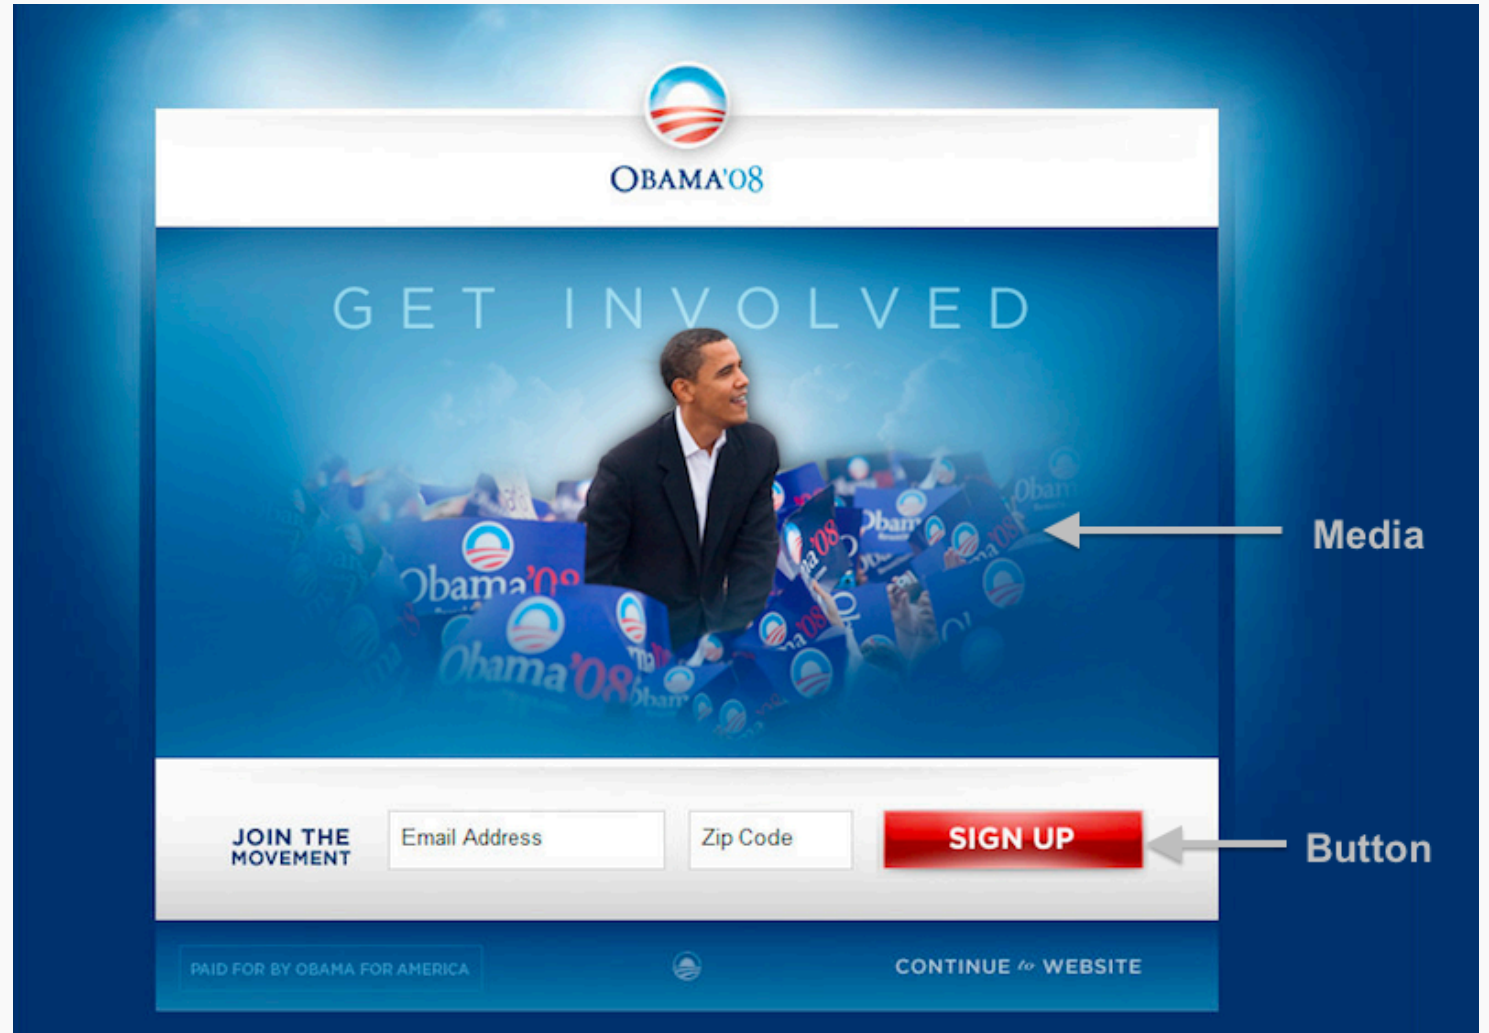 OBAMA'08
GET INVOLVED
Obama'08
Obama'08
Obam
Media
JOIN THE
MOVEMENT
Email Address
Zip Code
SIGN UP
Button
PAID FOR BY OBAMA FOR AMERICA
CONTINUE to WEBSITE